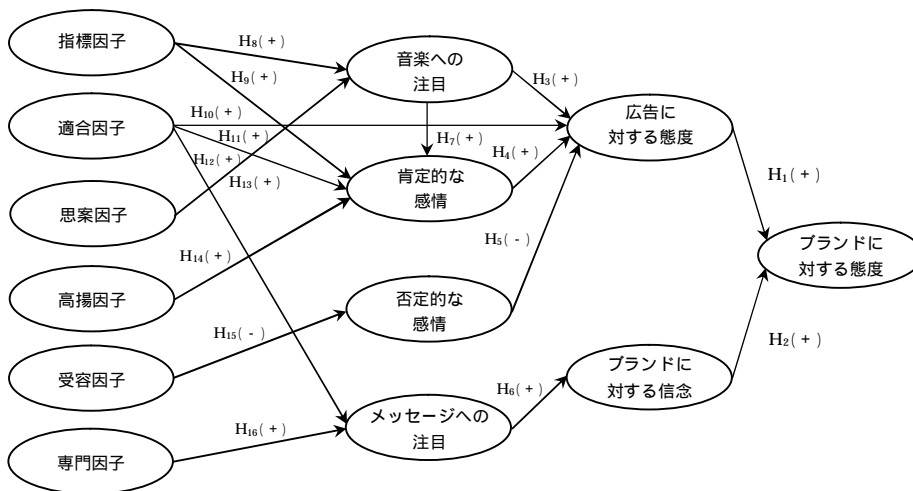 指標因子
適合因子
思案因子
高揚因子
受容因子
専門因子
H₈(+)
H₉(+)
H₁₀(+)
H₁₁(+)
H₁₂(+)
H₁₃(+)
H₁₄(+)
H₁₅(-)
H₁₆(+)
音楽への
注目
H₇(+)
肯定的な
感情
否定的な
感情
メッセージへの
注目
H₃(+)
H₄(+)
H₅(-)
H₆(+)
広告に
対する態度
ブランドに
対する信念
H₁(+)
H₂(+)
ブランドに
対する態度